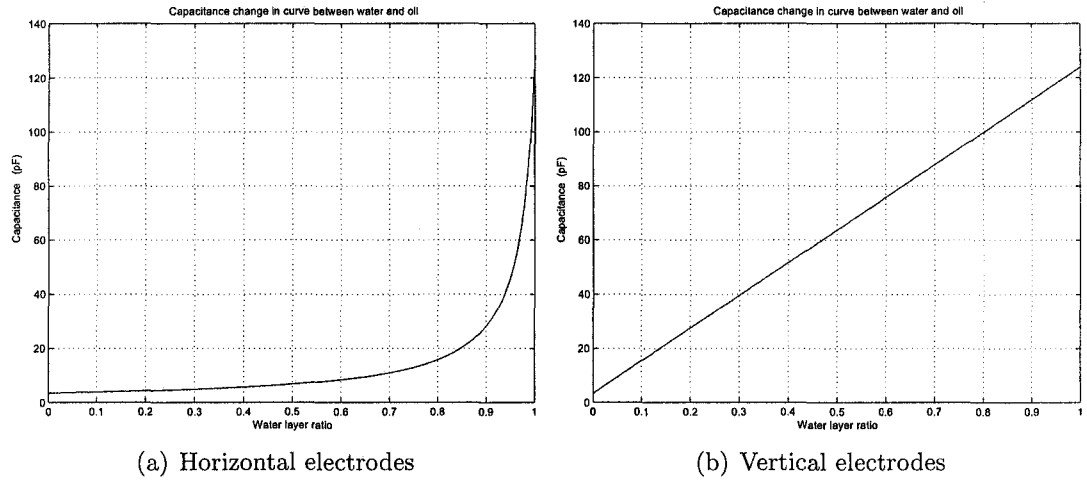 Capacitance change in curve between water and oil
140
120
100
80
60
40
20
0
Capacitance (pF)
0 0.1 0.2 0.3 0.4 0.5 0.6 0.7 0.8 0.9 1
Water layer ratio
(a) Horizontal electrodes
Capacitance change in curve between water and oil
140
120
100
80
60
40
20
0
Capacitance (pF)
0 0.1 0.2 0.3 0.4 0.5 0.6 0.7 0.8 0.9 1
Water layer ratio
(b) Vertical electrodes